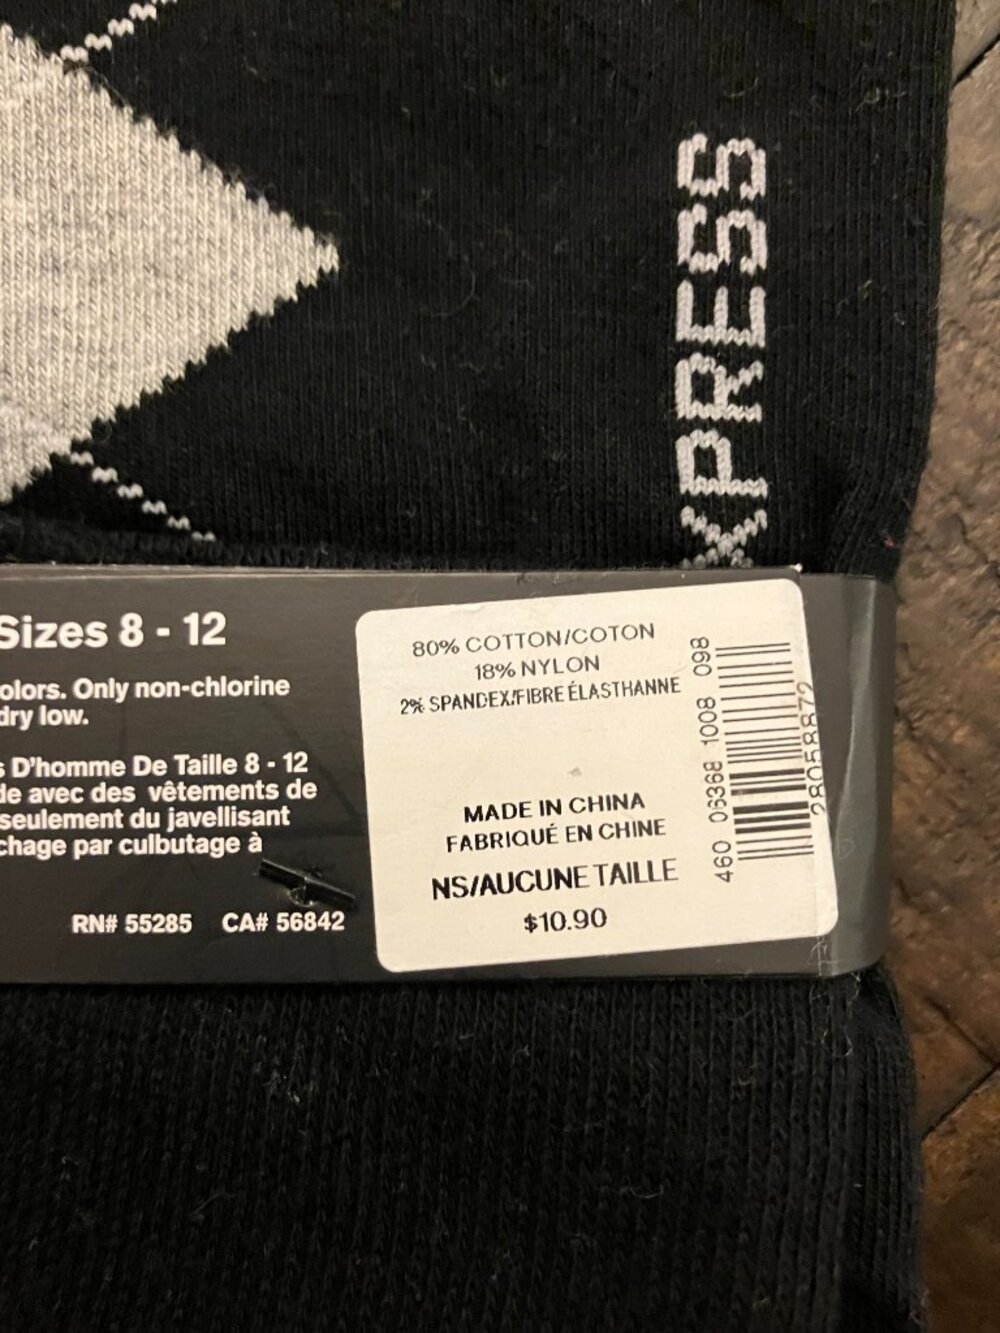 XPRESS
Sizes 8 - 12
olors. Only non-chlorine
dry low.
s D'homme De Taille 8 - 12
de avec des vêtements de
seulement du javellisant
chage par culbutage à
RN# 55285 CA# 56842
80% COTTON/COTON
18% NYLON
2% SPANDEX/FIBRE ÉLASTHANNE
MADE IN CHINA
FABRIQUÉ EN CHINE
NS/AUCUNE TAILLE
$10.90
460 06368 1008 098
28058872